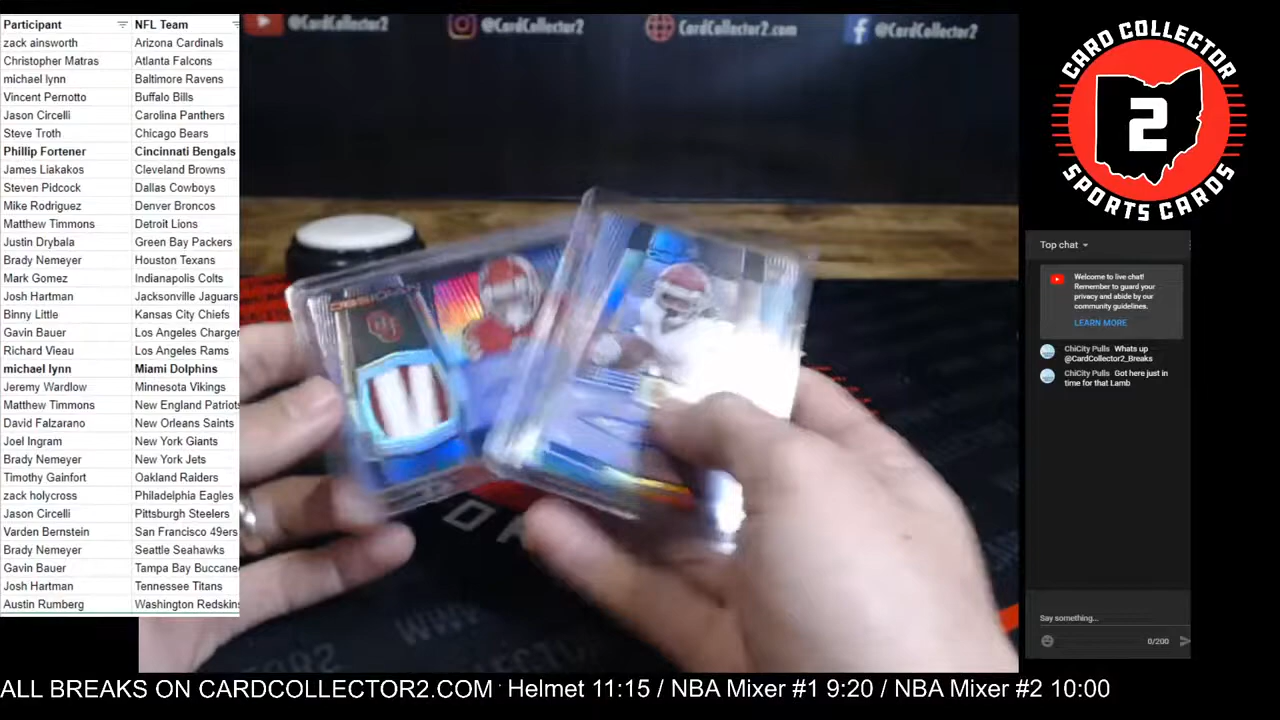 Participant NFL Team
zack ainsworth Arizona Cardinals
Christopher Matras Atlanta Falcons
michael lynn Baltimore Ravens
Vincent Pernotto Buffalo Bills
Jason Circelli Carolina Panthers
Steve Troth Chicago Bears
Phillip Fortener Cincinnati Bengals
James Liakakos Cleveland Browns
Steven Pidcock Dallas Cowboys
Mike Rodriguez Denver Broncos
Matthew Timmons Detroit Lions
Justin Drybala Green Bay Packers
Brady Nemeyer Houston Texans
Mark Gomez Indianapolis Colts
Josh Hartman Jacksonville Jaguars
Binny Little Kansas City Chiefs
Gavin Bauer Los Angeles Charger
Richard Vieau Los Angeles Rams
michael lynn Miami Dolphins
Jeremy Wardlow Minnesota Vikings
Matthew Timmons New England Patriots
David Falzarano New Orleans Saints
Joel Ingram New York Giants
Brady Nemeyer New York Jets
Timothy Gainfort Oakland Raiders
zack holycross Philadelphia Eagles
Jason Circelli Pittsburgh Steelers
Varden Bernstein San Francisco 49ers
Brady Nemeyer Seattle Seahawks
Gavin Bauer Tampa Bay Buccane
Josh Hartman Tennessee Titans
Austin Rumberg Washington Redskins
@CardCollector2 @CardCollector2 CardCollector2.com @CardCollector2
CARD COLLECTOR
2
SPORTS CARDS
Top chat
Welcome to live chat!
Remember to guard your
privacy and abide by our
community guidelines.
LEARN MORE
ChiCity Pulls Whats up
@CardCollector2_Breaks
ChiCity Pulls Got here just in
time for that Lamb
Say something...
0/200
ALL BREAKS ON CARDCOLLECTOR2.COM Helmet 11:15 / NBA Mixer #1 9:20 / NBA Mixer #2 10:00